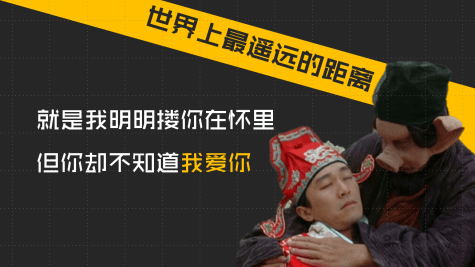 世界上最遥远的距离
就是我明明搂你在怀里
但你却不知道我爱你